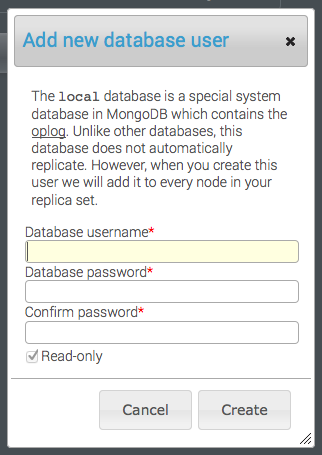 Add new database user
The local database is a special system
database in MongoDB which contains the
oplog. Unlike other databases, this
database does not automatically
replicate. However, when you create this
user we will add it to every node in your
replica set.
Database username*
Database password*
Confirm password*
Read-only
Cancel Create